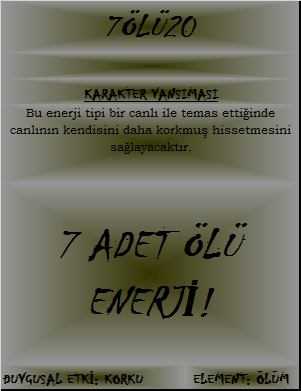 7ÖLÜ20
KARAKTER YANSIMASI
Bu enerji tipi bir canlı ile temas ettiğinde
canlının kendisini daha korkmuş hissetmesini
sağlayacaktır.
7 ADET ÖLÜ
ENERJİ!
DUYGUSAL ETKİ: KORKU ELEMENT: ÖLÜM